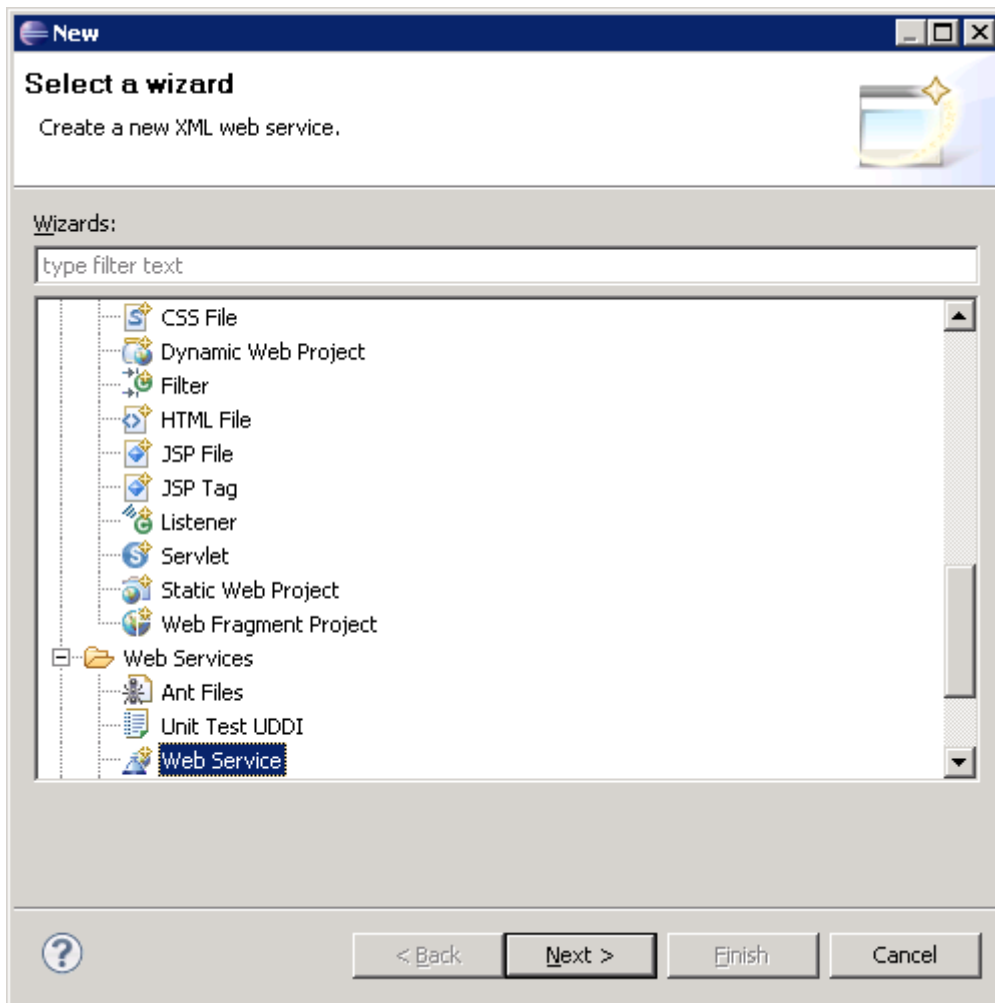 New
Select a wizard
Create a new XML web service.
Wizards:
type filter text
CSS File
Dynamic Web Project
Filter
HTML File
JSP File
JSP Tag
Listener
Servlet
Static Web Project
Web Fragment Project
Web Services
Ant Files
Unit Test UDDI
Web Service
? < Back Next > Finish Cancel